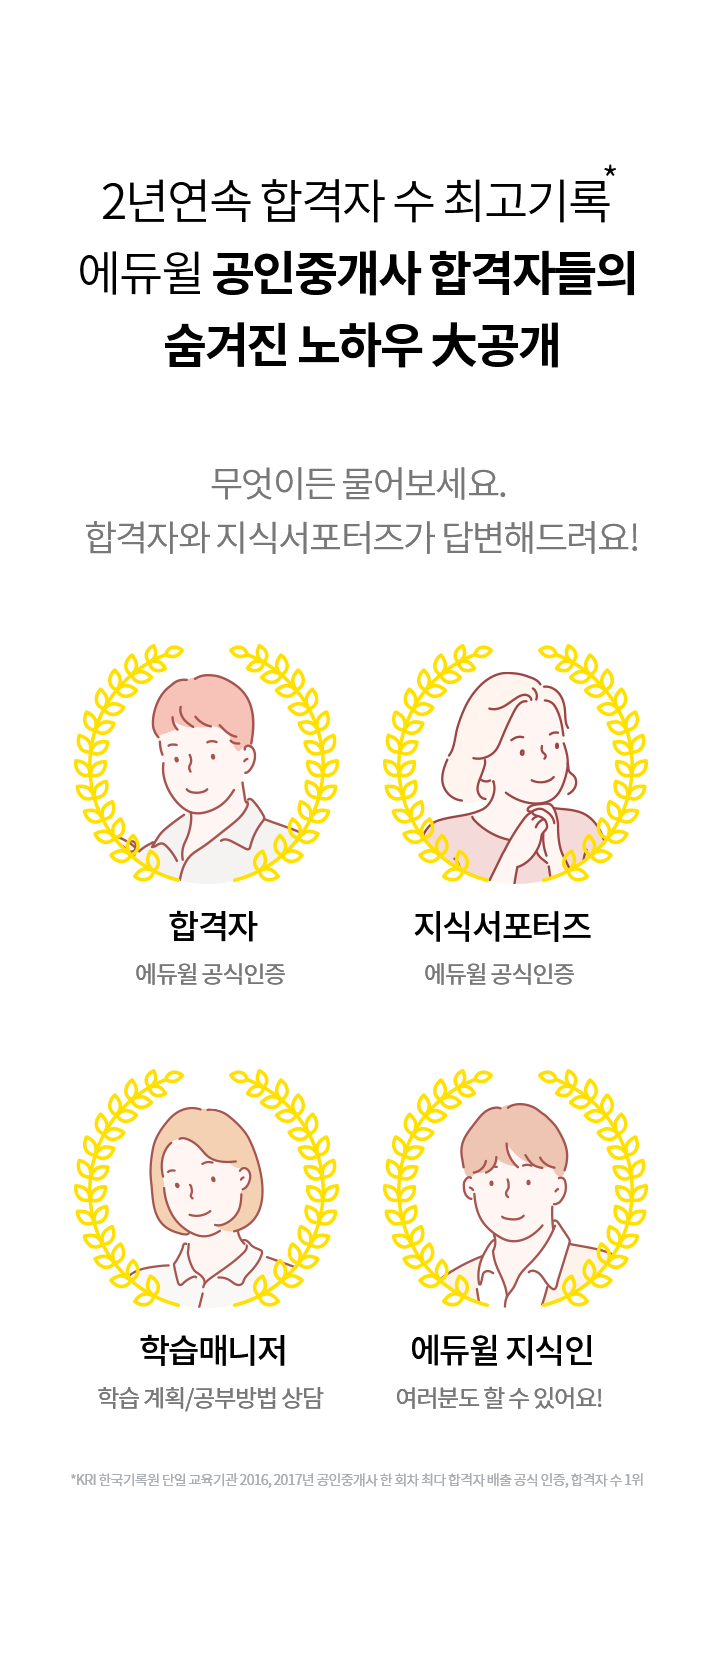 2년연속 합격자 수 최고기록*
에듀윌 공인중개사 합격자들의
숨겨진 노하우 大공개
무엇이든 물어보세요.
합격자와 지식서포터즈가 답변해드려요!
합격자
에듀윌 공식인증
지식서포터즈
에듀윌 공식인증
학습매니저
학습 계획/공부방법 상담
에듀윌 지식인
여러분도 할 수 있어요!
*KRI 한국기록원 단일 교육기관 2016, 2017년 공인중개사 한 회차 최다 합격자 배출 공식 인증, 합격자 수 1위